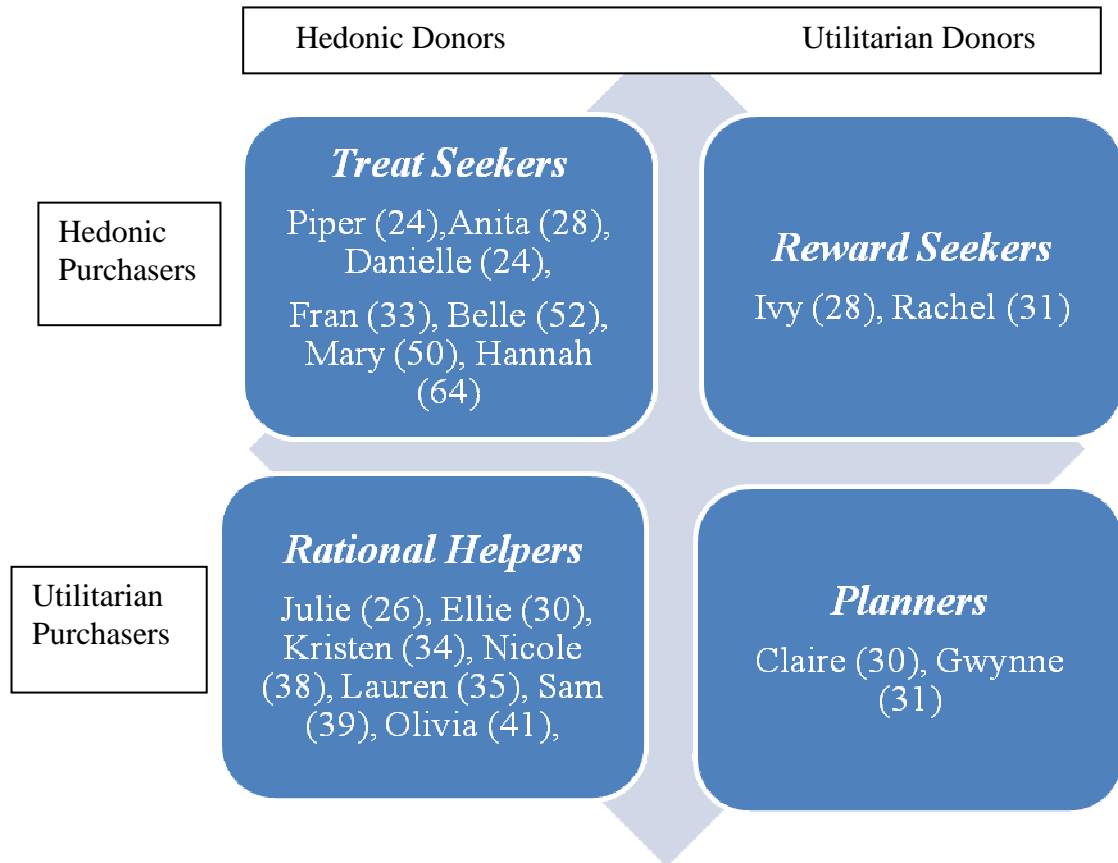 Hedonic Donors Utilitarian Donors
Hedonic
Purchasers
Treat Seekers
Piper (24),Anita (28),
Danielle (24),
Fran (33), Belle (52),
Mary (50), Hannah
(64)
Reward Seekers
Ivy (28), Rachel (31)
Utilitarian
Purchasers
Rational Helpers
Julie (26), Ellie (30),
Kristen (34), Nicole
(38), Lauren (35), Sam
(39), Olivia (41),
Planners
Claire (30), Gwynne
(31)